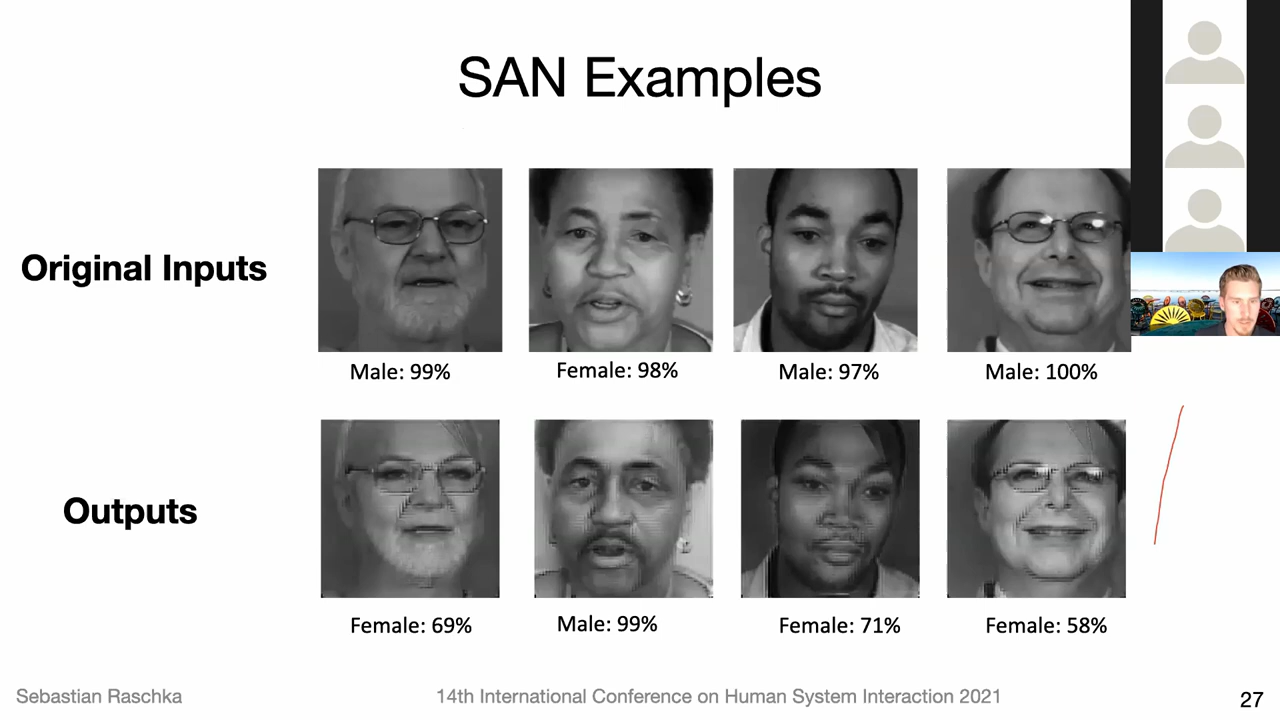 SAN Examples
Original Inputs
Male: 99%
Female: 98%
Male: 97%
Male: 100%
Outputs
Female: 69%
Male: 99%
Female: 71%
Female: 58%
Sebastian Raschka
14th International Conference on Human System Interaction 2021
27